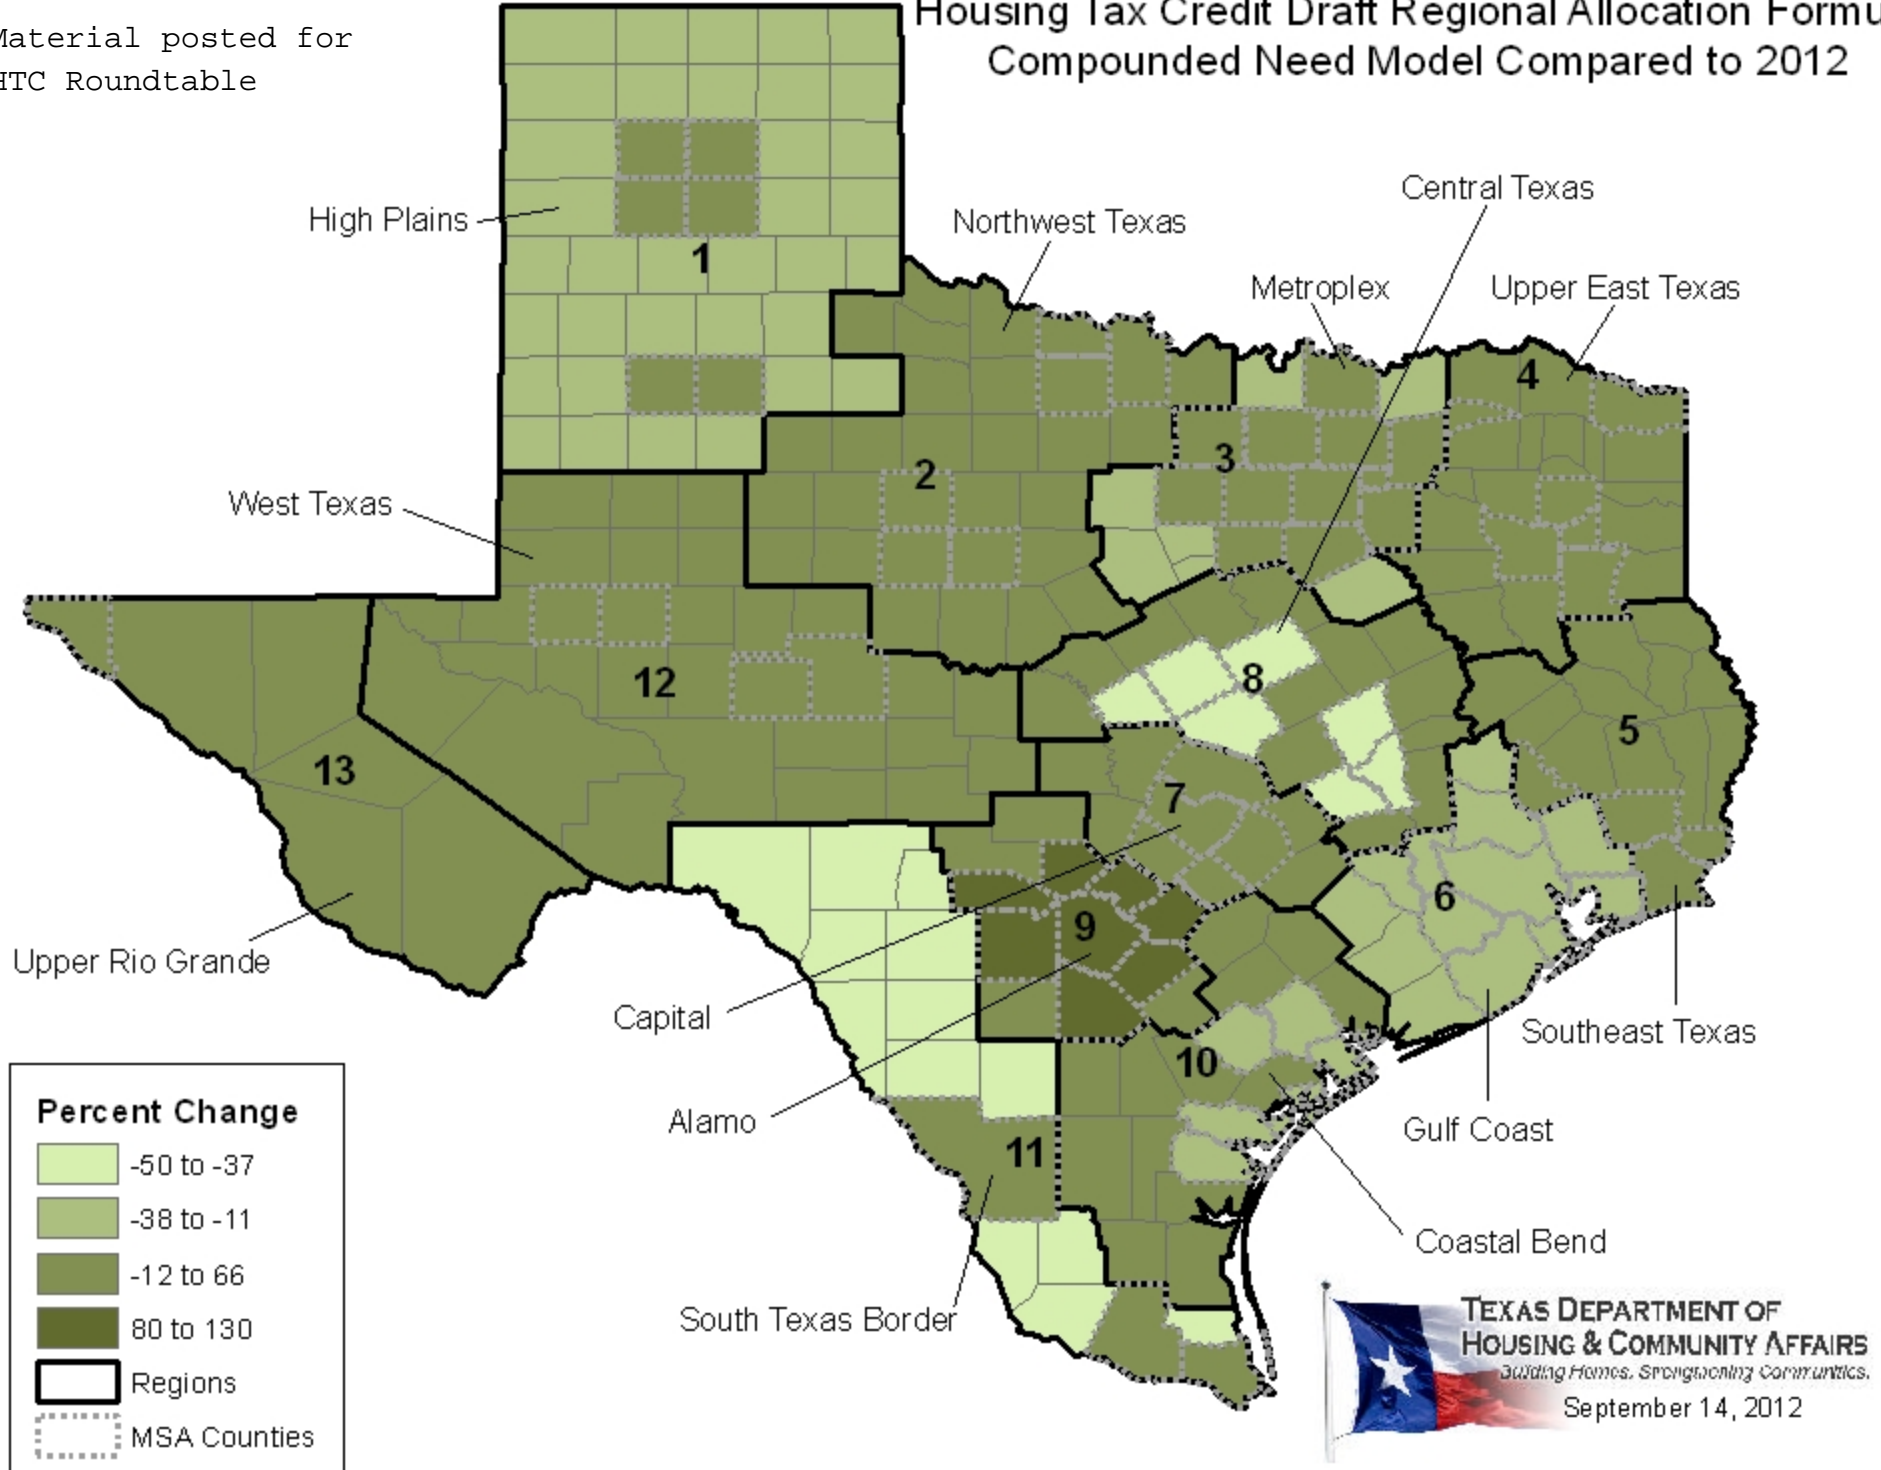 Material posted for
HTC Roundtable
Housing Tax Credit Draft Regional Allocation Formu
Compounded Need Model Compared to 2012
Central Texas
High Plains
Northwest Texas
1
Metroplex
Upper East Texas
4
3
2
West Texas
12
8
5
13
7
6
9
Upper Rio Grande
Capital
Southeast Texas
10
Alamo
Gulf Coast
11
Coastal Bend
South Texas Border
Percent Change
-50 to -37
-38 to -11
-12 to 66
80 to 130
Regions
MSA Counties
TEXAS DEPARTMENT OF
HOUSING & COMMUNITY AFFAIRS
Building Homes. Strengthening Communities.
September 14, 2012